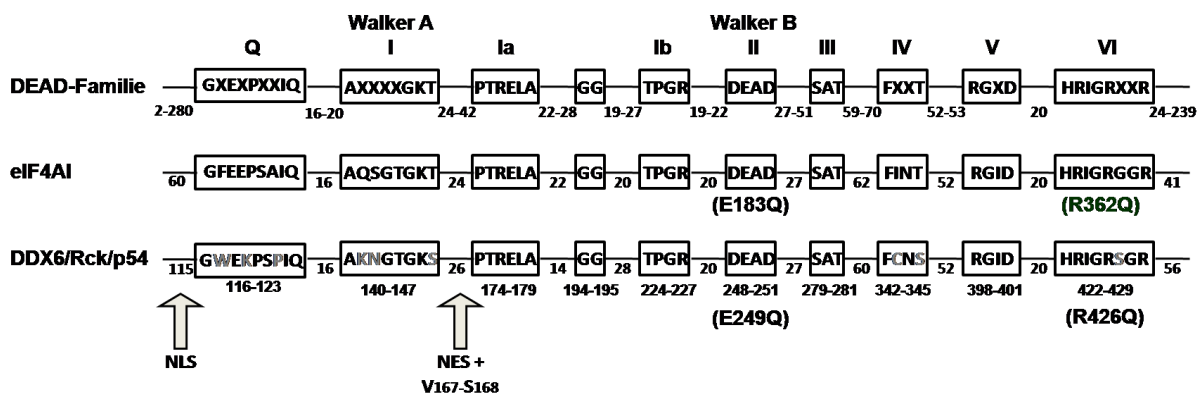 Walker A Walker B
Q I Ia Ib II III IV V VI
DEAD-Familie GXEXPXXIQ AXXXXGKT PTRELA GG TPGR DEAD SAT FXXT RGXD HRIGRXXR
2-280 16-20 24-42 22-28 19-27 19-22 27-51 59-70 52-53 20 24-239
eIF4AI GFEEPSAIQ AQSGTGKT PTRELA GG TPGR DEAD SAT FINT RGID HRIGRGGR
60 16 24 22 20 20 27 62 52 20 41
(E183Q) (R362Q)
DDX6/Rck/p54 GWEKPSPIQ AKNGTGKS PTRELA GG TPGR DEAD SAT FCNS RGID HRIGRSGR
115 16 26 14 28 20 27 60 52 20 56
116-123 140-147 174-179 194-195 224-227 248-251 279-281 342-345 398-401 422-429
(E249Q) (R426Q)
NLS NES +
V167-S168